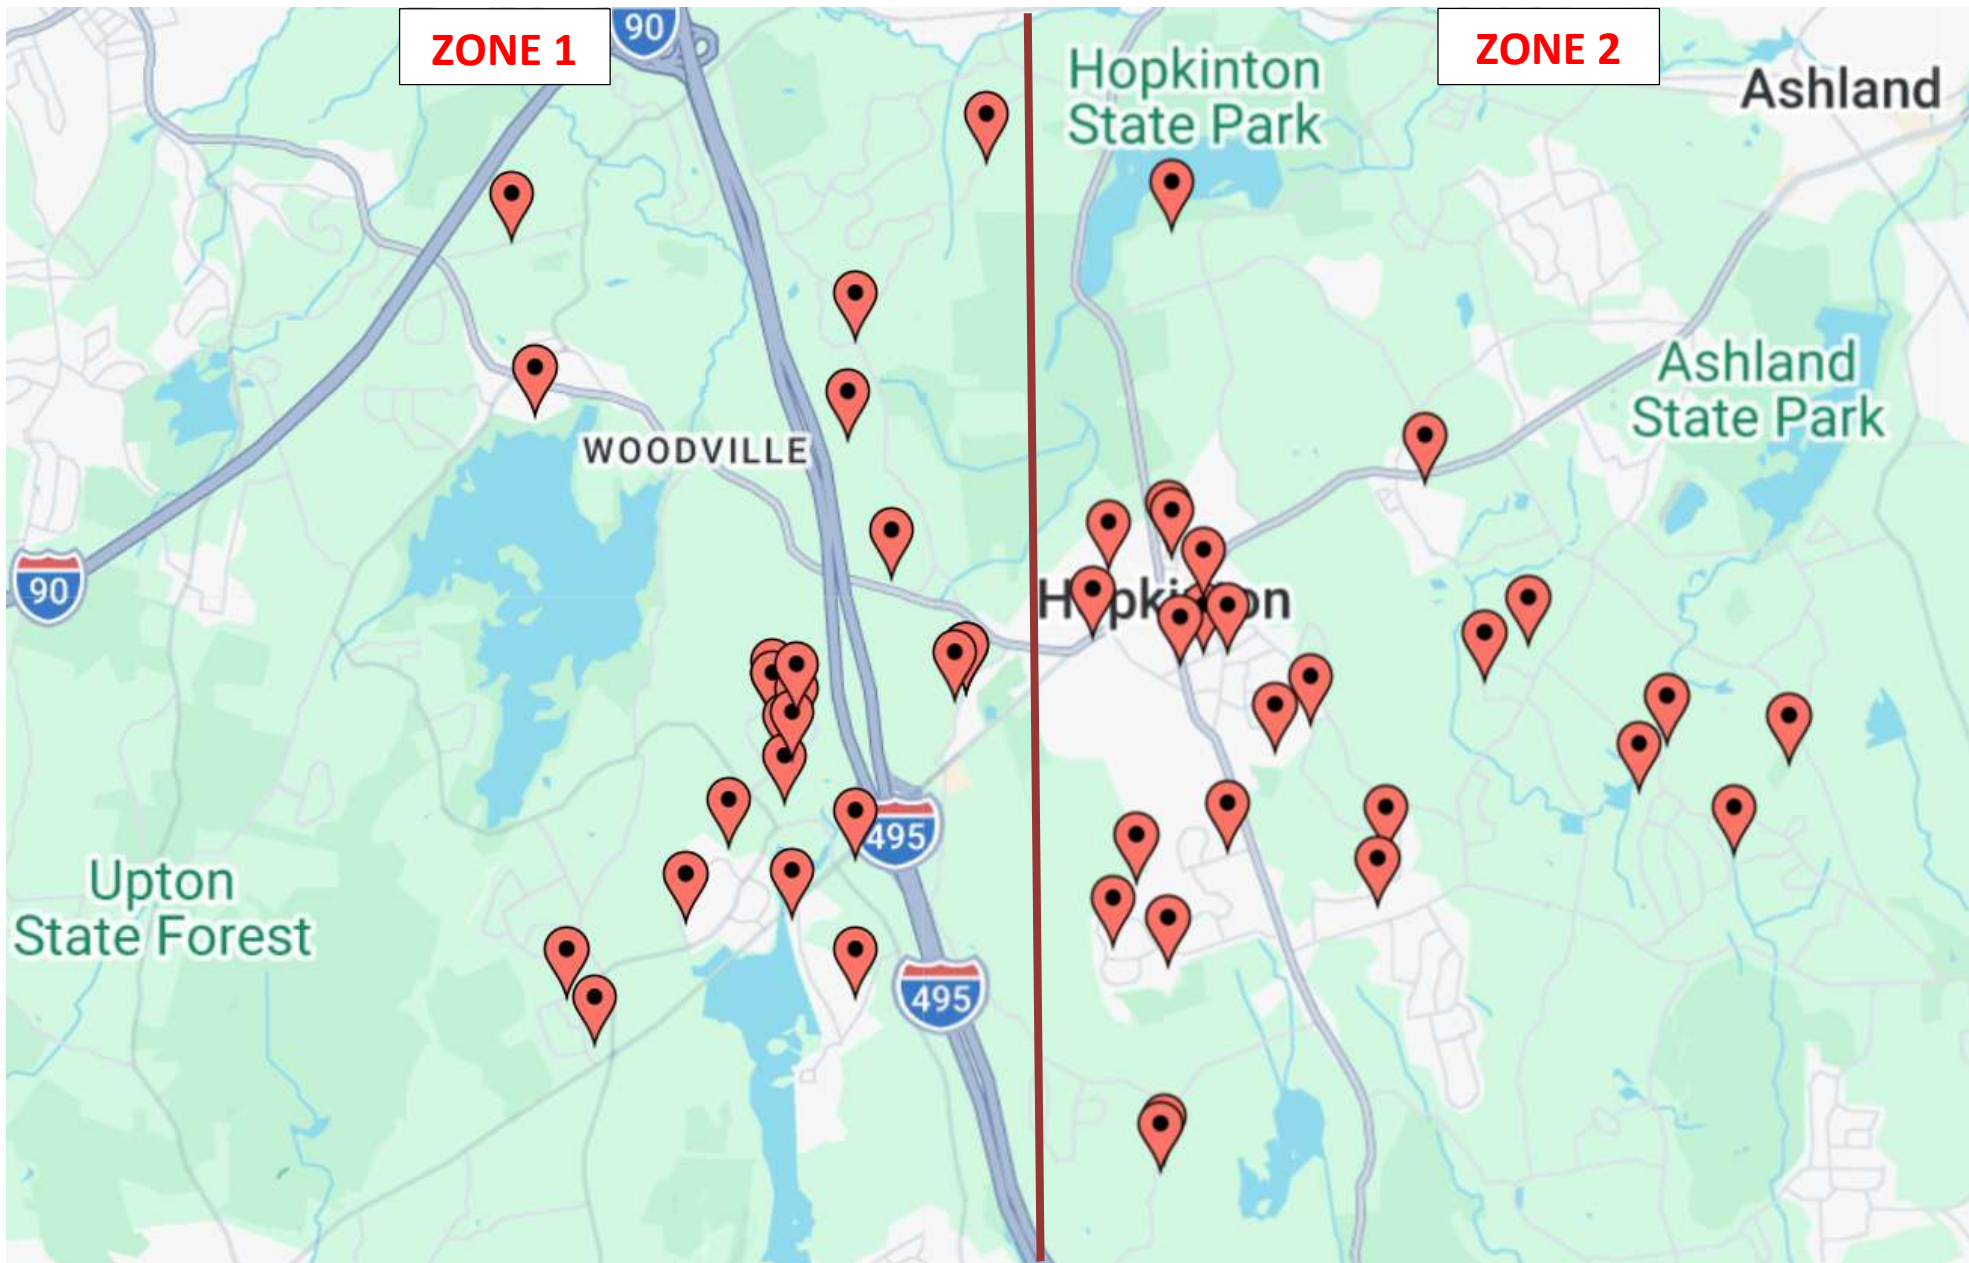 90
ZONE 1
ZONE 2
Hopkinton
State Park
Ashland
Ashland
State Park
WOODVILLE
90
Hopkinton
495
Upton
State Forest
495